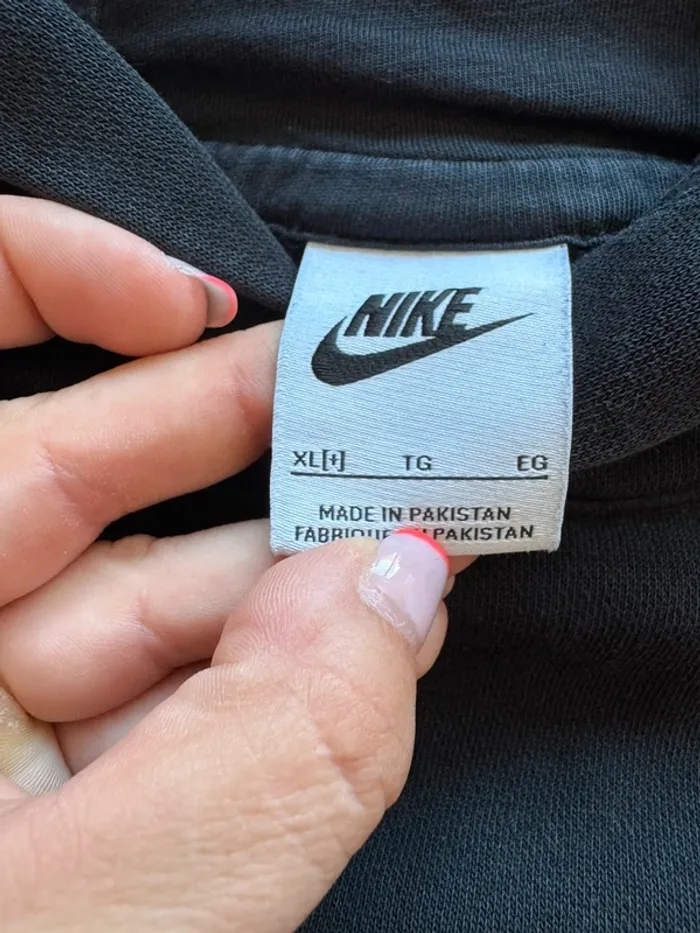 NIKE
XL[+] TG EG
MADE IN PAKISTAN
FABRIQUE PAKISTAN